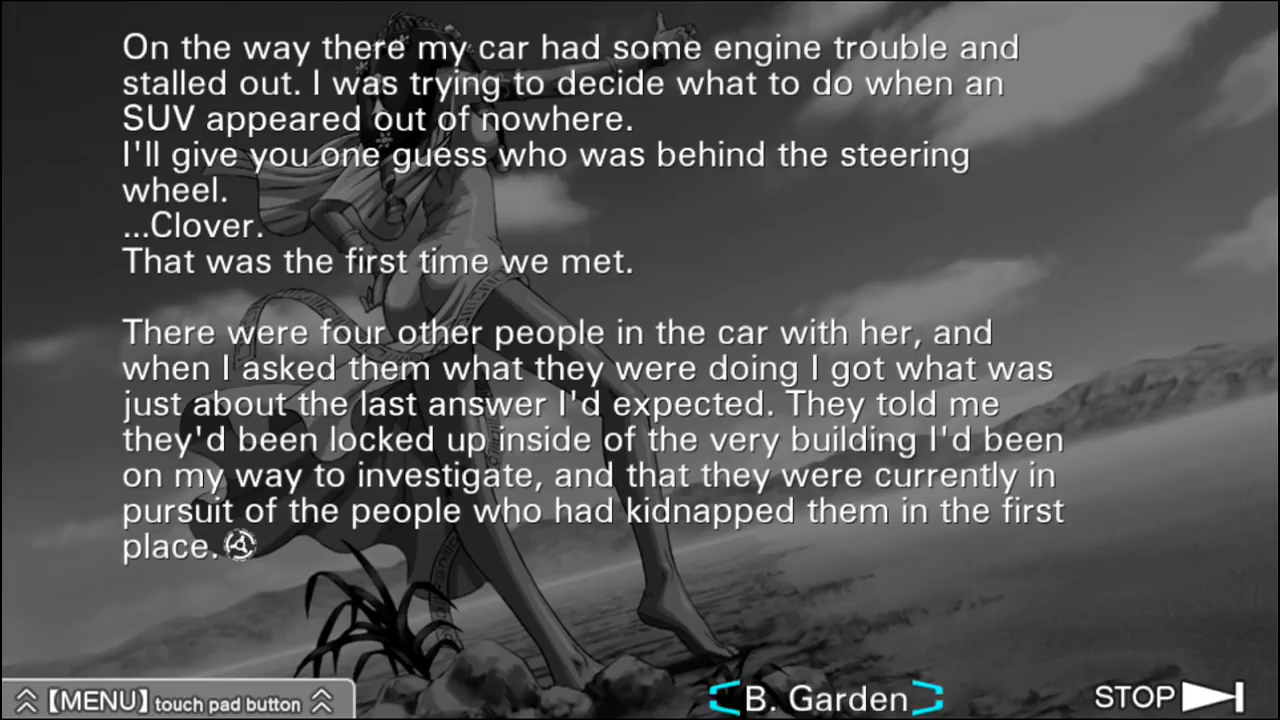 On the way there my car had some engine trouble and
stalled out. I was trying to decide what to do when an
SUV appeared out of nowhere.
I'll give you one guess who was behind the steering
wheel.
...Clover.
That was the first time we met.
There were four other people in the car with her, and
when I asked them what they were doing I got what was
just about the last answer I'd expected. They told me
they'd been locked up inside of the very building I'd been
on my way to investigate, and that they were currently in
pursuit of the people who had kidnapped them in the first
place.
【MENU】 touch pad button
B. Garden
STOP